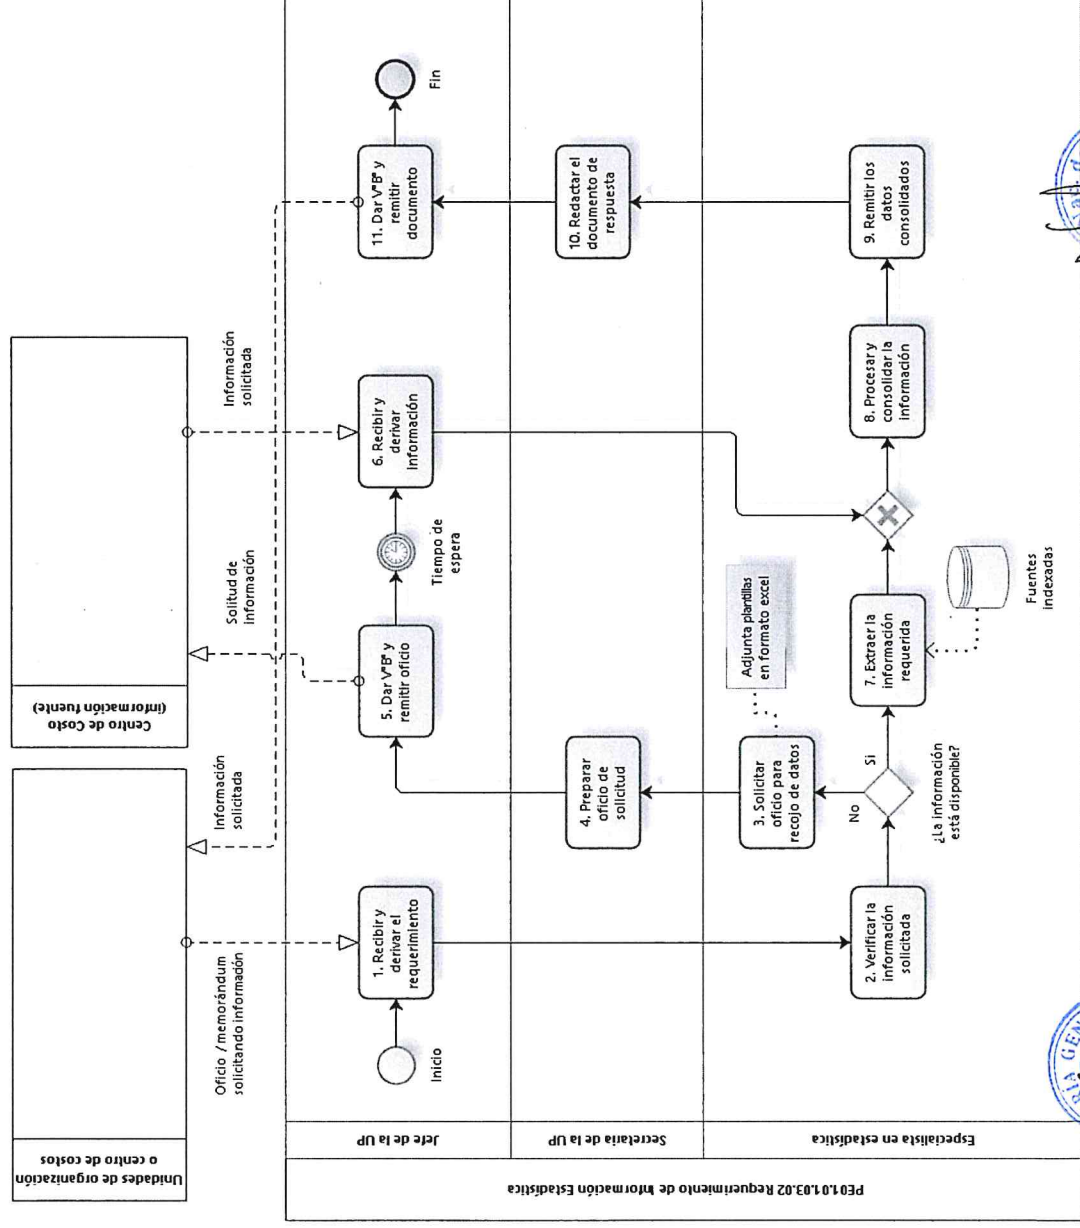 Unidades de organización
o centro de costos
Centro de Costo
(información fuente)
Oficio / memorándum
solicitando información
Información
solicitada
Solitud de
información
Información
solicitada
PE01.01.03.02 Requerimiento de Información Estadística
Jefe de la UP
Inicio
1. Recibir y
derivar el
requerimiento
5. Dar V°B° y
remitir oficio
Tiempo de
espera
6. Recibir y
derivar
información
11. Dar V°B° y
remitir
documento
Fin
Secretaria de la UP
4. Preparar
oficio de
solicitud
10. Redactar el
documento de
respuesta
Especialista en estadística
2. Verificar la
información
solicitada
¿La información
está disponible?
No
Si
3. Solicitar
oficio para
recojo de datos
Adjunta plantillas
en formato excel
7. Extraer la
información
requerida
Fuentes
indexadas
8. Procesar y
consolidar la
información
9. Remitir los
datos
consolidados